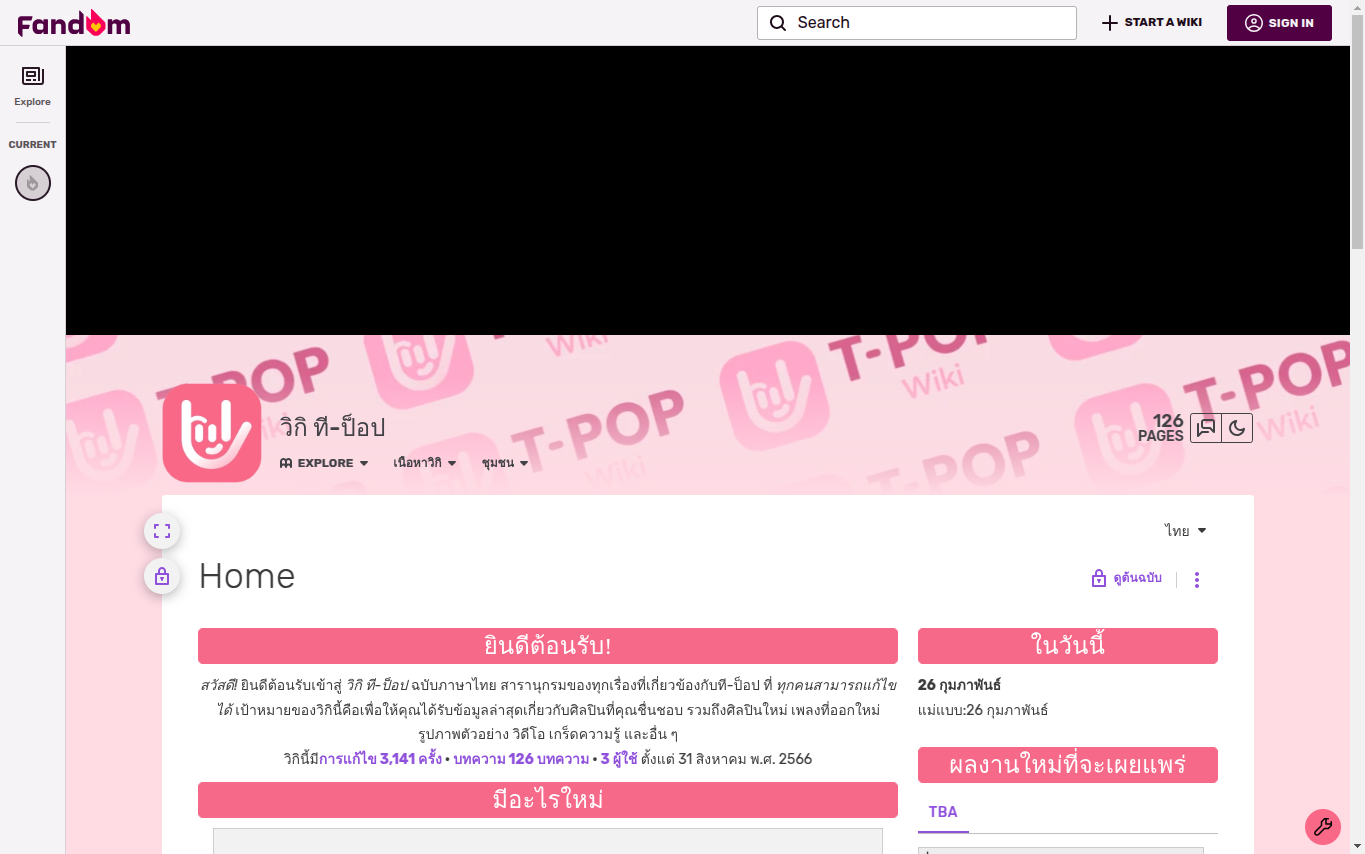 Fandom
Search
START A WIKI
SIGN IN
Explore
CURRENT
T-POP
Wiki
T-POP
Wiki
T-POP
Wiki
T-POP
Wiki
T-POP
วิกิ ที-ป็อป
126
PAGES
EXPLORE
เนื้อหาวิกิ
ชุมชน
ไทย
Home
ดูต้นฉบับ
ยินดีต้อนรับ!
สวัสดี! ยินดีต้อนรับเข้าสู่ วิกิ ที-ป็อป ฉบับภาษาไทย สารานุกรมของทุกเรื่องที่เกี่ยวข้องกับที-ป็อป ที่ ทุกคนสามารถแก้ไข
ได้ เป้าหมายของวิกินี้คือเพื่อให้คุณได้รับข้อมูลล่าสุดเกี่ยวกับศิลปินที่คุณชื่นชอบ รวมถึงศิลปินใหม่ เพลงที่ออกใหม่
รูปภาพตัวอย่าง วิดีโอ เกร็ดความรู้ และอื่น ๆ
วิกินี้มีการแก้ไข 3,141 ครั้ง • บทความ 126 บทความ • 3 ผู้ใช้ ตั้งแต่ 31 สิงหาคม พ.ศ. 2566
มีอะไรใหม่
ในวันนี้
26 กุมภาพันธ์
แม่แบบ:26 กุมภาพันธ์
ผลงานใหม่ที่จะเผยแพร่
TBA